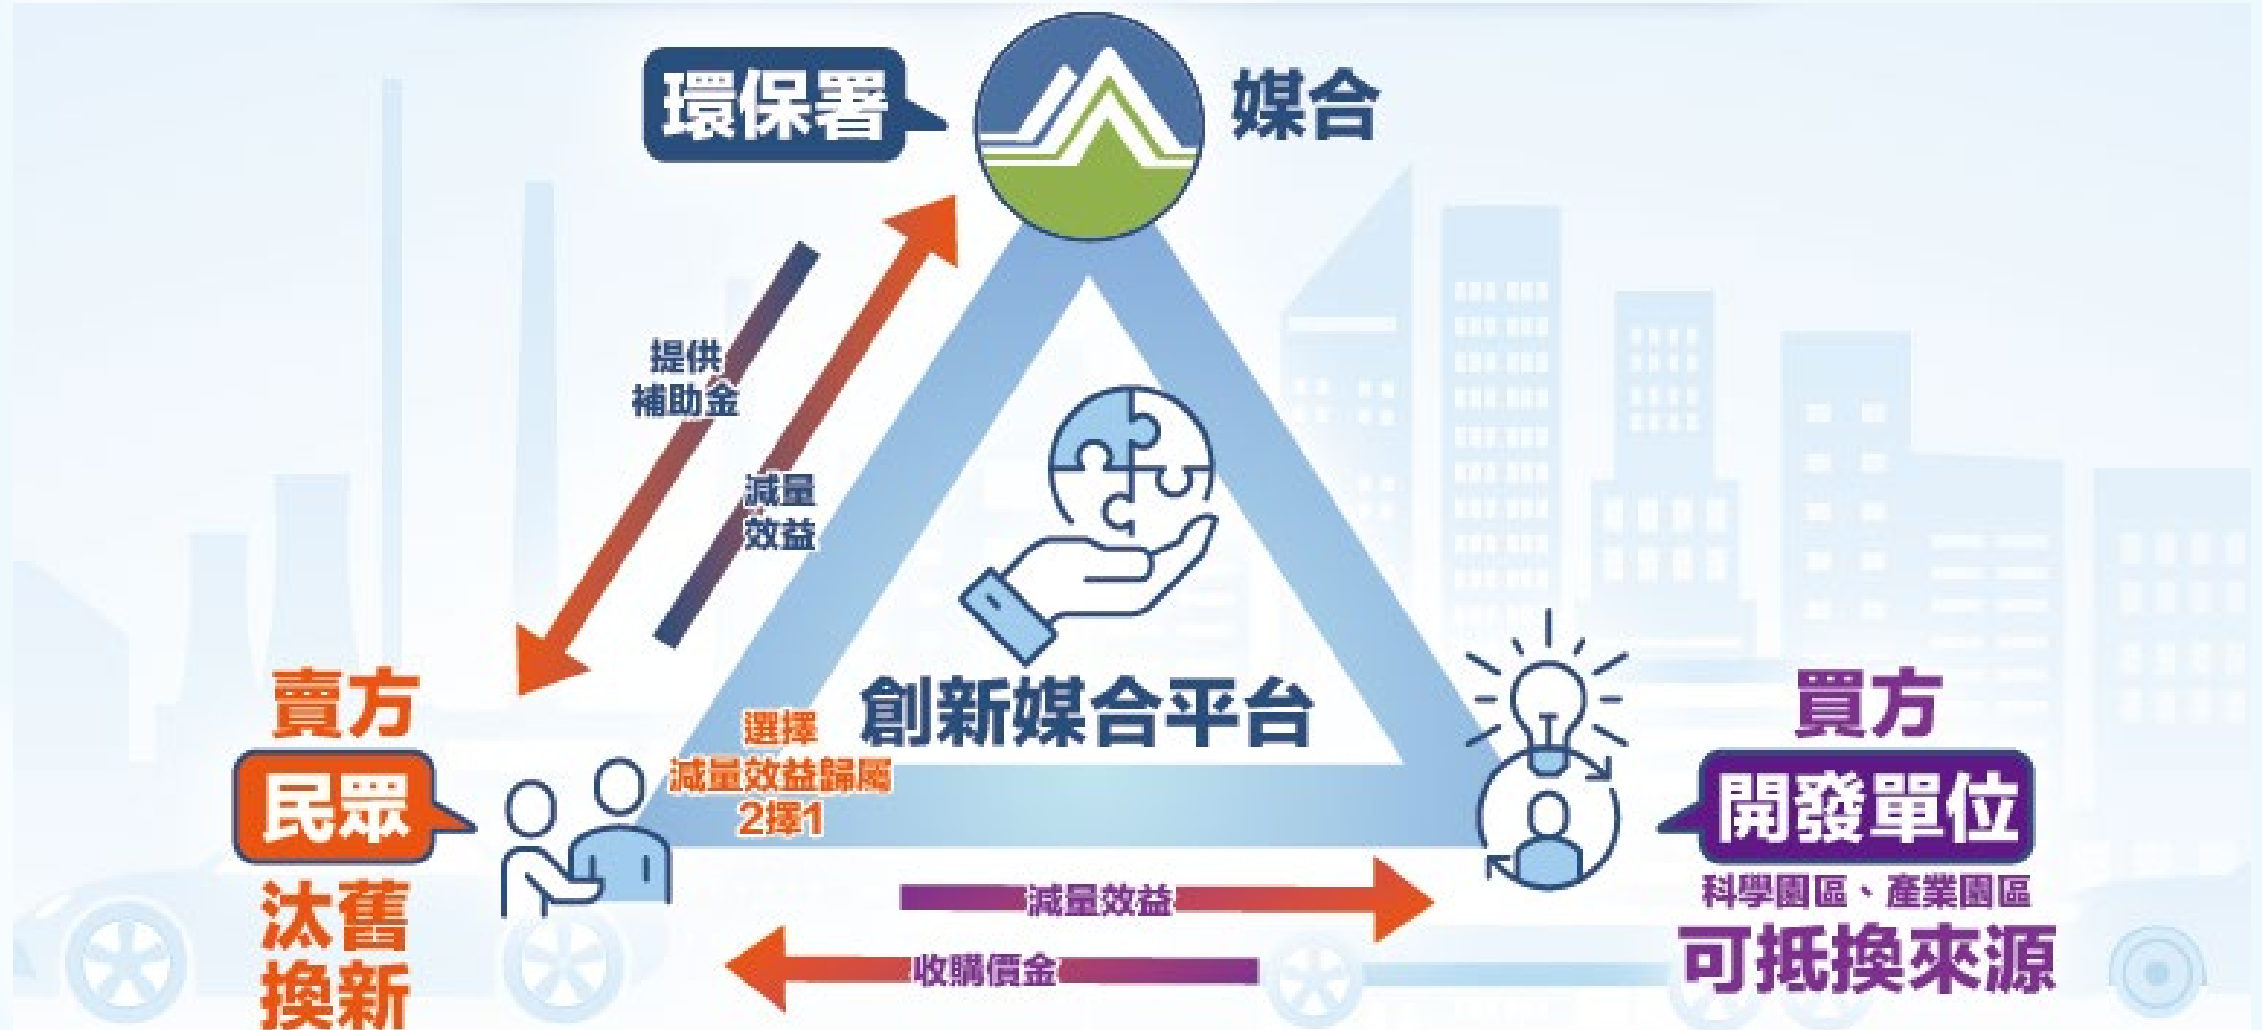 環保署
媒合
提供
補助金
減量
效益
創新媒合平台
賣方
民眾
汰舊
換新
選擇
減量效益歸屬
2擇1
買方
開發單位
科學園區、產業園區
可抵換來源
減量效益
收購價金